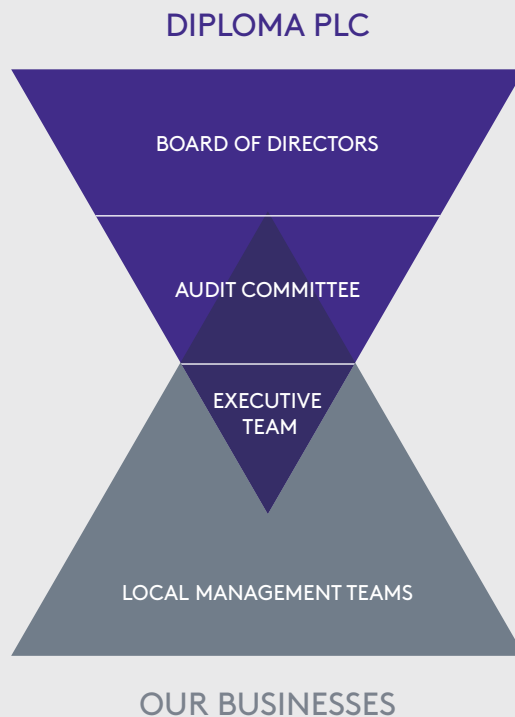 DIPLOMA PLC
BOARD OF DIRECTORS
AUDIT COMMITTEE
EXECUTIVE
TEAM
LOCAL MANAGEMENT TEAMS
OUR BUSINESSES